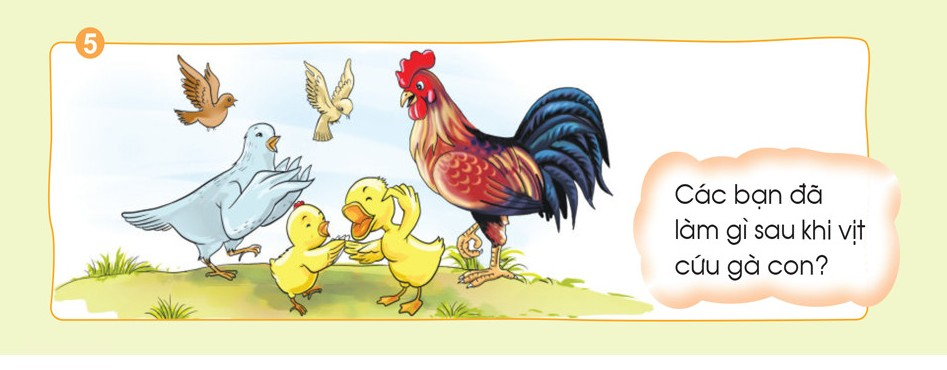 5
Các bạn đã
làm gì sau khi vịt
cứu gà con?